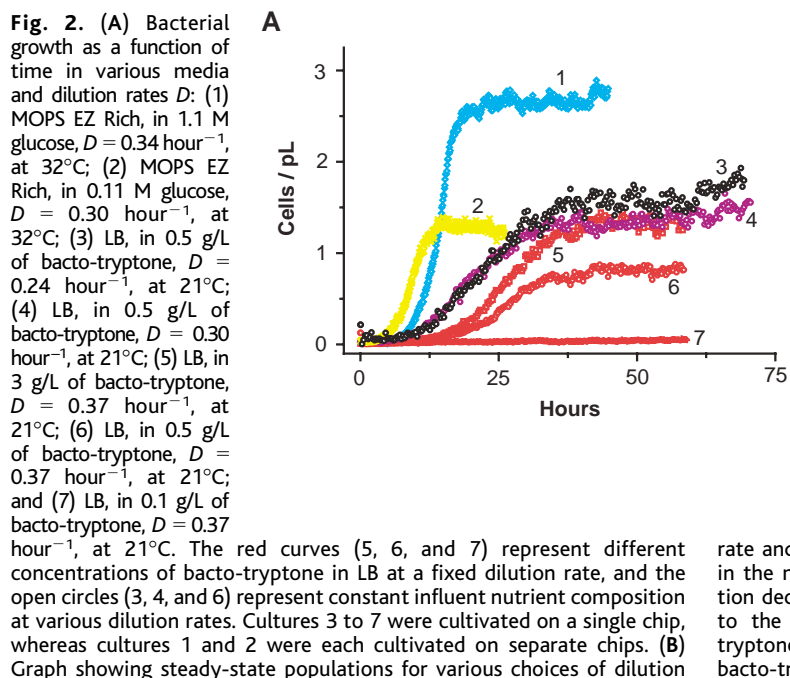 Fig. 2. (A) Bacterial
growth as a function of
time in various media
and dilution rates D: (1)
MOPS EZ Rich, in 1.1 M
glucose, D = 0.34 hour⁻¹,
at 32°C; (2) MOPS EZ
Rich, in 0.11 M glucose,
D = 0.30 hour⁻¹, at
32°C; (3) LB, in 0.5 g/L
of bacto-tryptone, D =
0.24 hour⁻¹, at 21°C;
(4) LB, in 0.5 g/L of
bacto-tryptone, D = 0.30
hour⁻¹, at 21°C; (5) LB, in
3 g/L of bacto-tryptone,
D = 0.37 hour⁻¹, at
21°C; (6) LB, in 0.5 g/L
of bacto-tryptone, D =
0.37 hour⁻¹, at 21°C;
and (7) LB, in 0.1 g/L of
bacto-tryptone, D = 0.37
hour⁻¹, at 21°C. The red curves (5, 6, and 7) represent different
concentrations of bacto-tryptone in LB at a fixed dilution rate, and the
open circles (3, 4, and 6) represent constant influent nutrient composition
at various dilution rates. Cultures 3 to 7 were cultivated on a single chip,
whereas cultures 1 and 2 were each cultivated on separate chips. (B)
Graph showing steady-state populations for various choices of dilution
A
Cells / pL
3
2
1
0
1
2
3
4
5
6
7
0
25
50
75
Hours
rate and
in the n
tion dec
to the
tryptone
bacto-tr